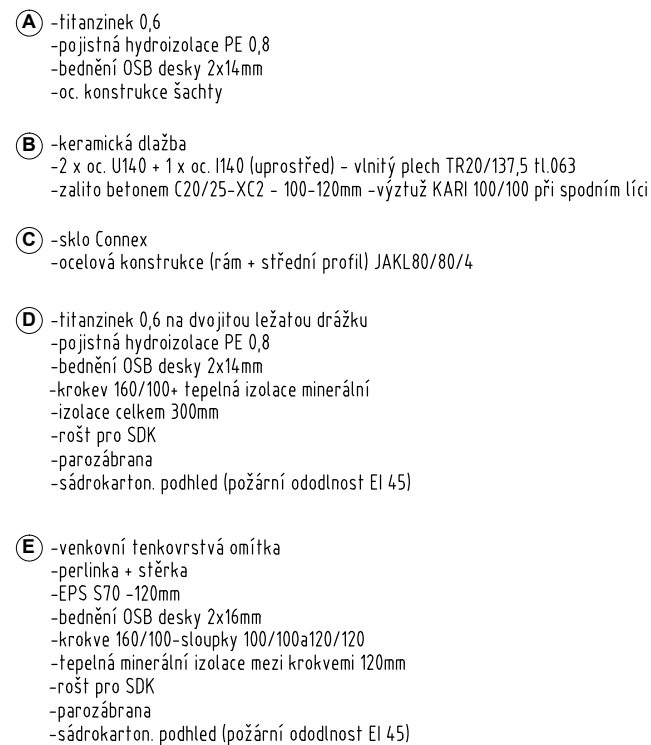 A -titanzinek 0,6
-pojistná hydroizolace PE 0,8
-bednění OSB desky 2x14mm
-oc. konstrukce šachty
B -keramická dlažba
-2 x oc. U140 + 1 x oc. I140 (uprostřed) - vlnitý plech TR20/137,5 tl.063
-zalito betonem C20/25-XC2 - 100-120mm -výztuž KARI 100/100 při spodním líci
C -sklo Connex
-ocelová konstrukce (rám + střední profil) JAKL80/80/4
D -titanzinek 0,6 na dvojitou ležatou drážku
-pojistná hydroizolace PE 0,8
-bednění OSB desky 2x14mm
-krokev 160/100+ tepelná izolace minerální
-izolace celkem 300mm
-rošt pro SDK
-parozábrana
-sádrokarton. podhled (požární ododlnost EI 45)
E -venkovní tenkovrstvá omítka
-perlinka + stěrka
-EPS S70 -120mm
-bednění OSB desky 2x16mm
-krokve 160/100-sloupky 100/100a120/120
-tepelná minerální izolace mezi krokvemi 120mm
-rošt pro SDK
-parozábrana
-sádrokarton. podhled (požární ododlnost EI 45)